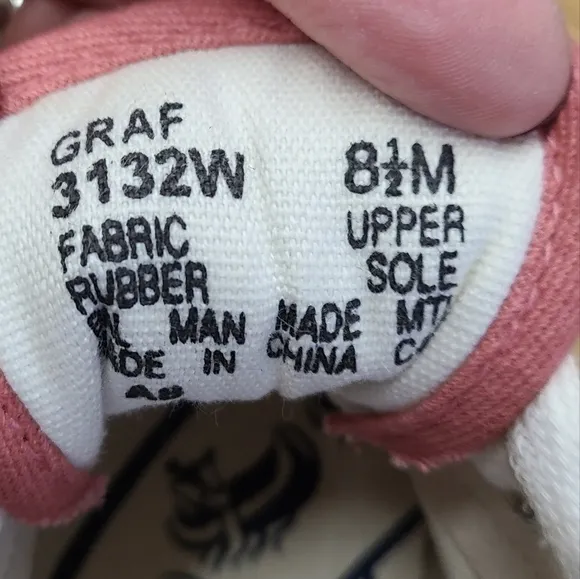 GRAF
3132W 8½M
FABRIC UPPER
RUBBER SOLE
MAN MADE
IN CHINA